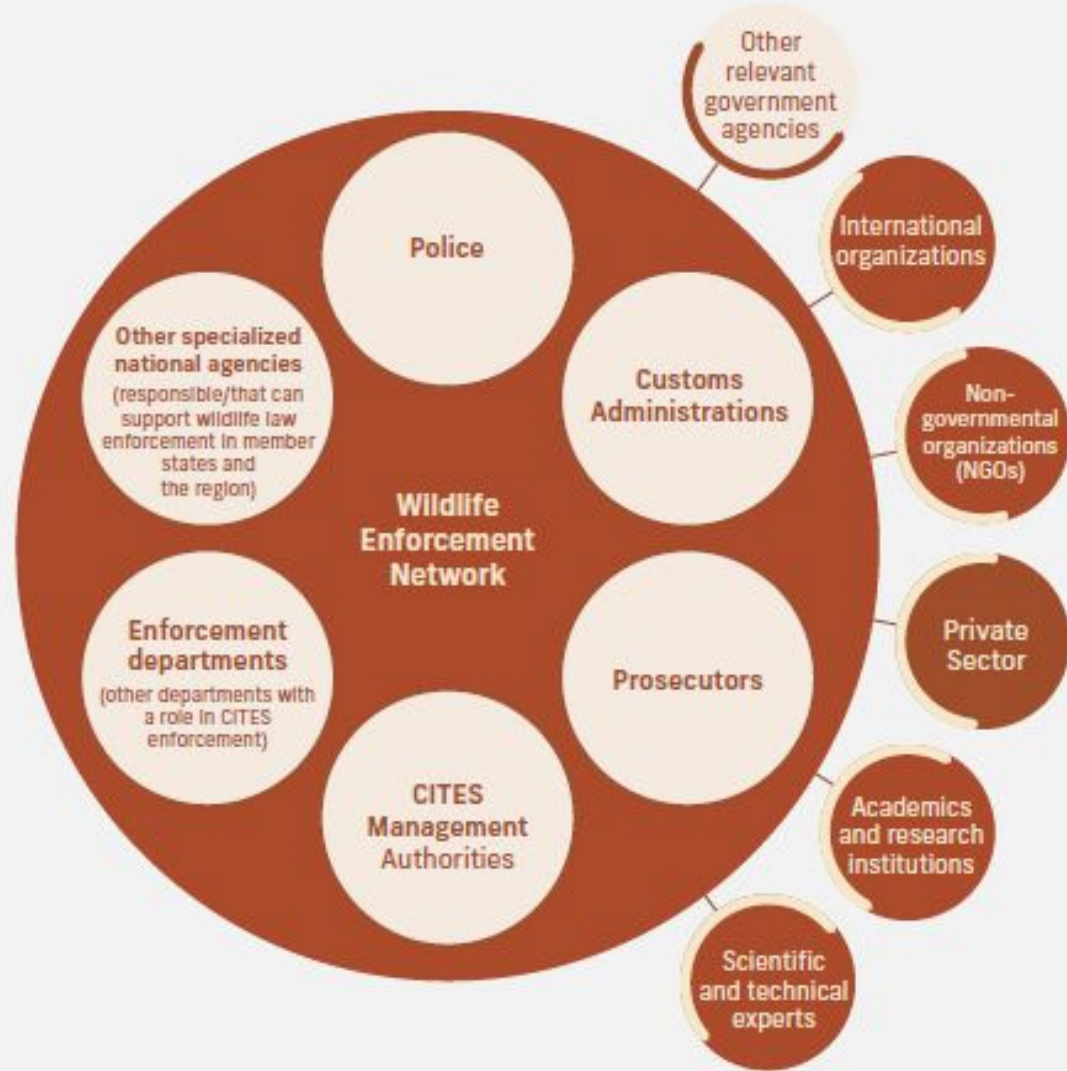 Other
relevant
government
agencies
International
organizations
Non-
governmental
organizations
(NGOs)
Private
Sector
Academics
and research
institutions
Scientific
and technical
experts
Police
Customs
Administrations
Prosecutors
CITES
Management
Authorities
Enforcement
departments
(other departments with
a role in CITES
enforcement)
Other specialized
national agencies
(responsible/that can
support wildlife law
enforcement in member
states and
the region)
Wildlife
Enforcement
Network